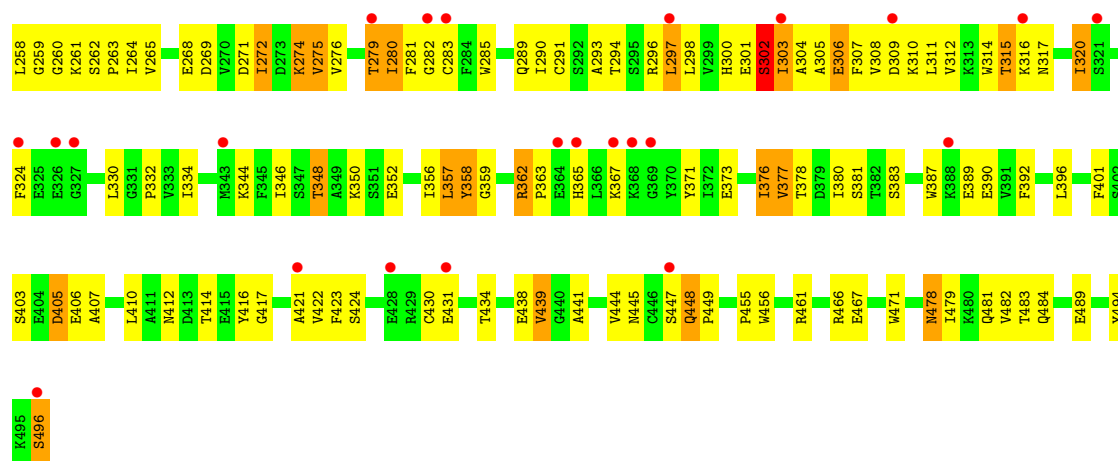 L258 G259 G260 K261 S262 P263 I264 V265 E268 D269 V270 D271 I272 D273 K274 V275 V276 T279 I280 F281 G282 G283 F284 W285 Q289 I290 C291 S292 A293 T294 S295 R296 L297 L298 V299 H300 E301 S302 I303 A304 A305 E306 F307 V308 D309 K310 L311 V312 K313 W314 T315 K316 N317 I320 S321
F324 E325 E326 G327 L330 G331 P332 V333 I334 M343 K344 F345 I346 S347 T348 A349 K350 S351 E352 I356 L357 Y358 G359 R362 P363 E364 H365 L366 K367 K368 G369 Y370 Y371 I372 E373 I376 V377 T378 D379 I380 S381 T382 S383 W387 K388 E389 E390 V391 F392 L396 F401 S402
S403 E404 D405 E406 A407 L410 A411 N412 D413 T414 E415 Y416 G417 A421 V422 F423 S424 E428 R429 C430 E431 T434 E438 V439 G440 A441 V444 N445 C446 S447 Q448 P449 P455 W456 R461 R466 E467 W471 N478 I479 K480 Q481 V482 T483 Q484 E489 Y494
K495 S496